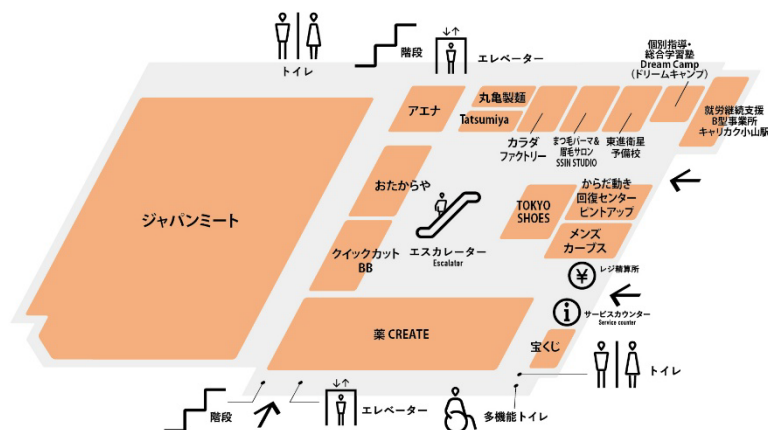 トイレ
階段
エレベーター
個別指導・
総合学習塾
Dream Camp
(ドリームキャンプ)
就労継続支援
B型事業所
キャリカク小山駅
アエナ
丸亀製麺
Tatsumiya
カラダ
ファクトリー
まつ毛パーマ&
眉毛サロン
SSIN STUDIO
東進衛星
予備校
ジャパンミート
おたからや
クイックカット
BB
エスカレーター
Escalator
TOKYO
SHOES
からだ動き
回復センター
ピントアップ
メンズ
カーブス
¥
レジ精算所
i
サービスカウンター
Service counter
薬 CREATE
宝くじ
トイレ
階段
エレベーター
多機能トイレ